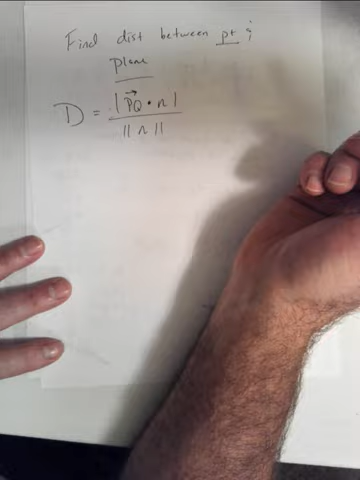 Find dist between pt &
plane
D = |PQ⃗ • n| / ||n||